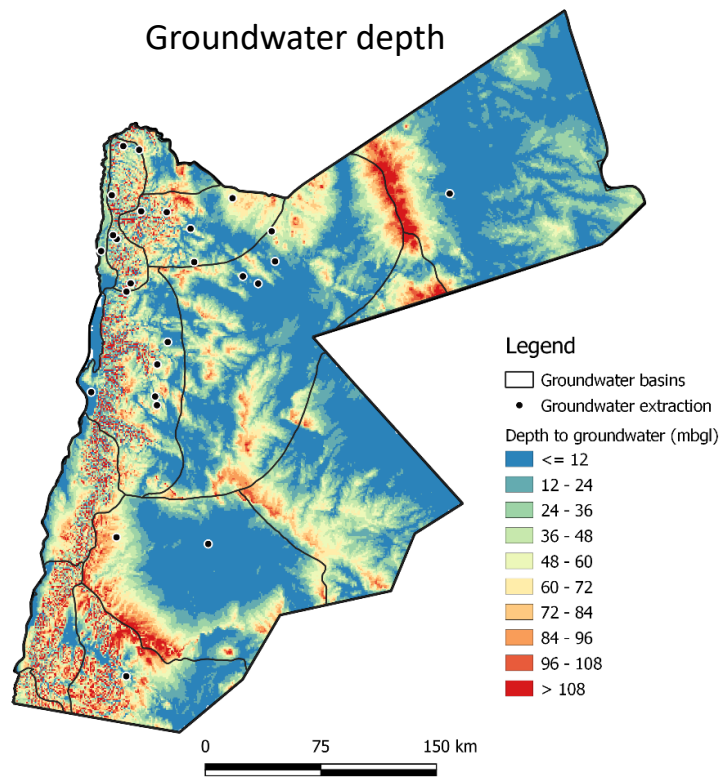 Groundwater depth
Legend
Groundwater basins
Groundwater extraction
Depth to groundwater (mbgl)
<= 12
12 - 24
24 - 36
36 - 48
48 - 60
60 - 72
72 - 84
84 - 96
96 - 108
> 108
0 75 150 km